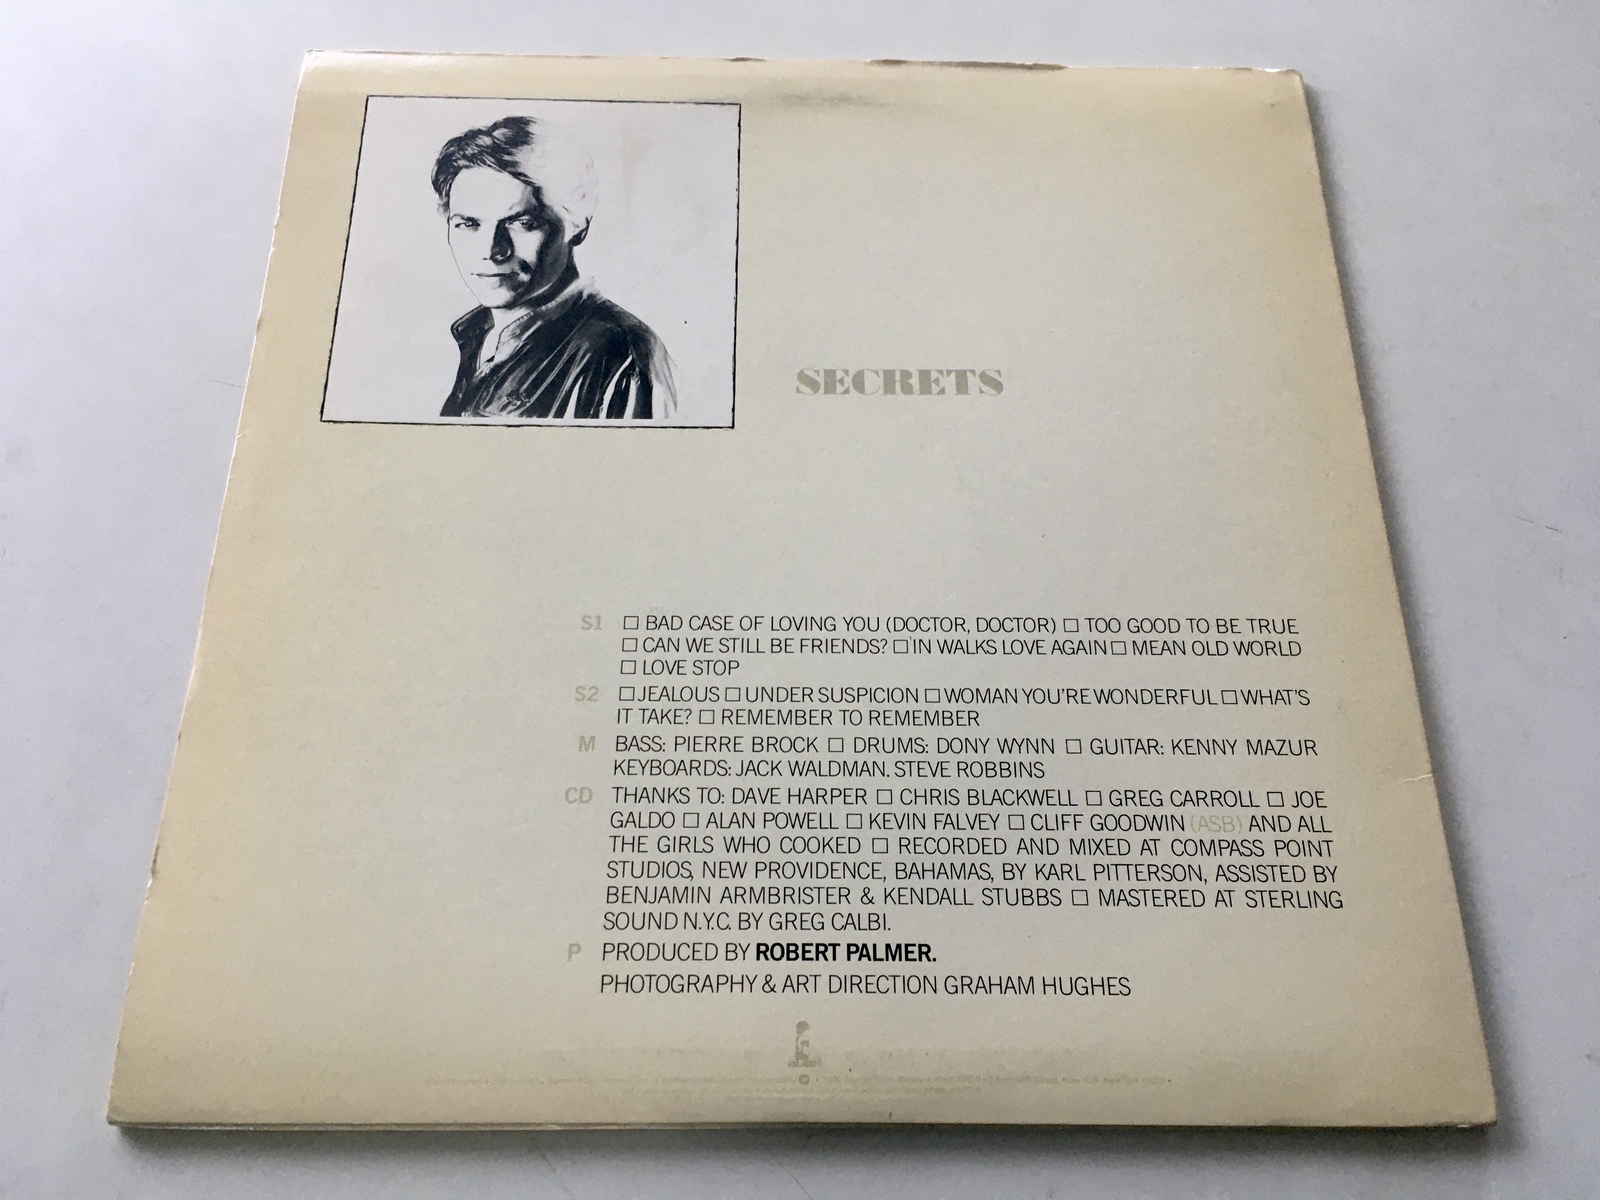 SECRETS
S1 □ BAD CASE OF LOVING YOU (DOCTOR, DOCTOR) □ TOO GOOD TO BE TRUE
□ CAN WE STILL BE FRIENDS? □ IN WALKS LOVE AGAIN □ MEAN OLD WORLD
□ LOVE STOP
S2 □ JEALOUS □ UNDER SUSPICION □ WOMAN YOU'RE WONDERFUL □ WHAT'S
IT TAKE? □ REMEMBER TO REMEMBER
M BASS: PIERRE BROCK □ DRUMS: DONY WYNN □ GUITAR: KENNY MAZUR
KEYBOARDS: JACK WALDMAN. STEVE ROBBINS
CD THANKS TO: DAVE HARPER □ CHRIS BLACKWELL □ GREG CARROLL □ JOE
GALDO □ ALAN POWELL □ KEVIN FALVEY □ CLIFF GOODWIN (ASB) AND ALL
THE GIRLS WHO COOKED □ RECORDED AND MIXED AT COMPASS POINT
STUDIOS, NEW PROVIDENCE, BAHAMAS, BY KARL PITTERSON, ASSISTED BY
BENJAMIN ARMBRISTER & KENDALL STUBBS □ MASTERED AT STERLING
SOUND N.Y.C. BY GREG CALBI.
P PRODUCED BY ROBERT PALMER.
PHOTOGRAPHY & ART DIRECTION GRAHAM HUGHES